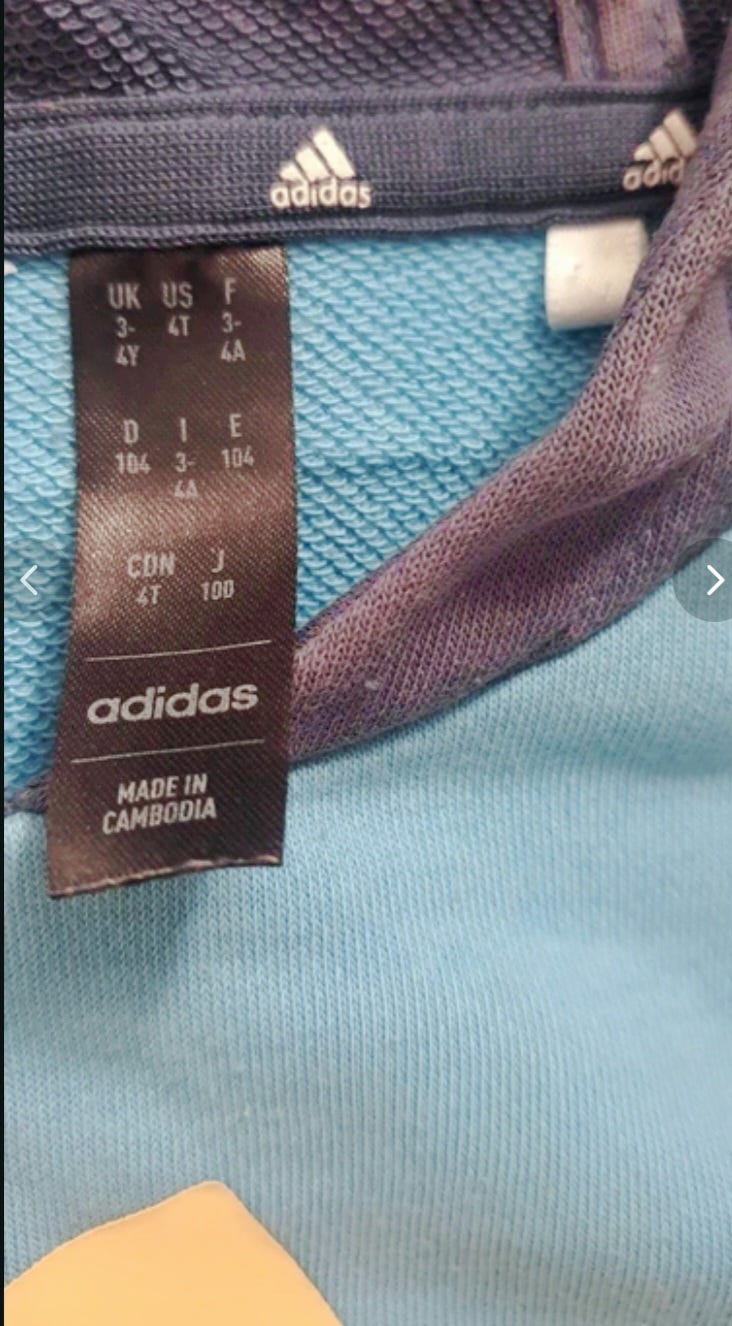 adidas
adidas
UK US F
3- 4T 3-
4Y 4A
D I E
104 3- 104
4A
CDN J
4T 100
adidas
MADE IN
CAMBODIA